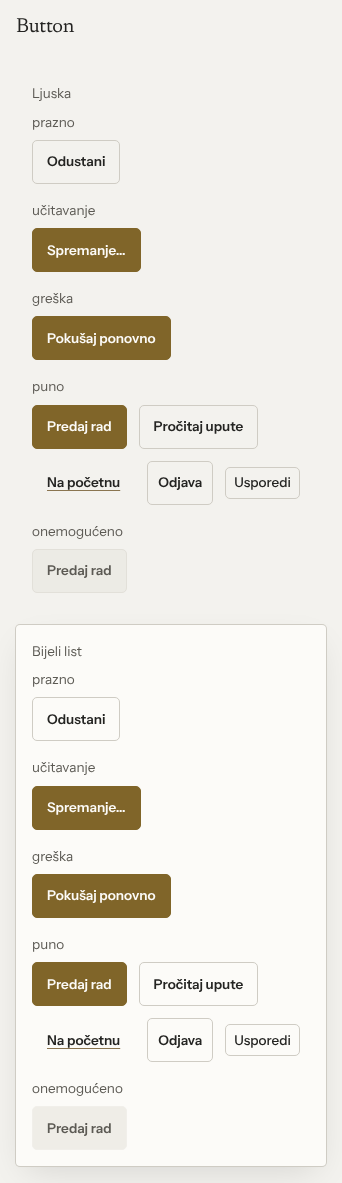 Button
Ljuska
prazno
Odustani
učitavanje
Spremanje...
greška
Pokušaj ponovno
puno
Predaj rad Pročitaj upute
Na početnu Odjava Usporedi
onemogućeno
Predaj rad
Bijeli list
prazno
Odustani
učitavanje
Spremanje...
greška
Pokušaj ponovno
puno
Predaj rad Pročitaj upute
Na početnu Odjava Usporedi
onemogućeno
Predaj rad